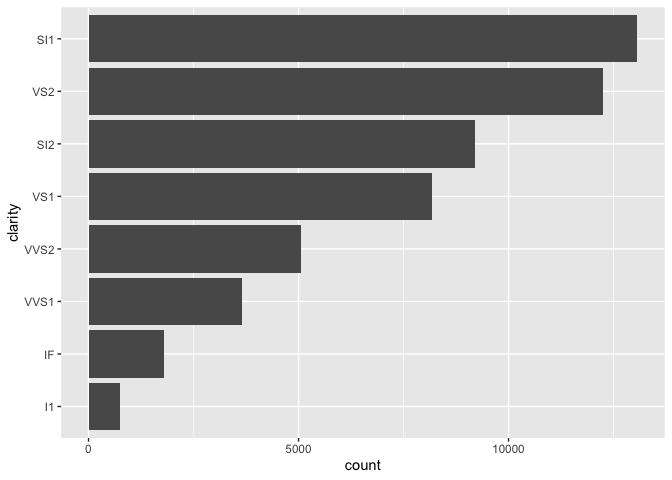 SI1
VS2
SI2
VS1
VVS2
VVS1
IF
I1
clarity
0 5000 10000
count